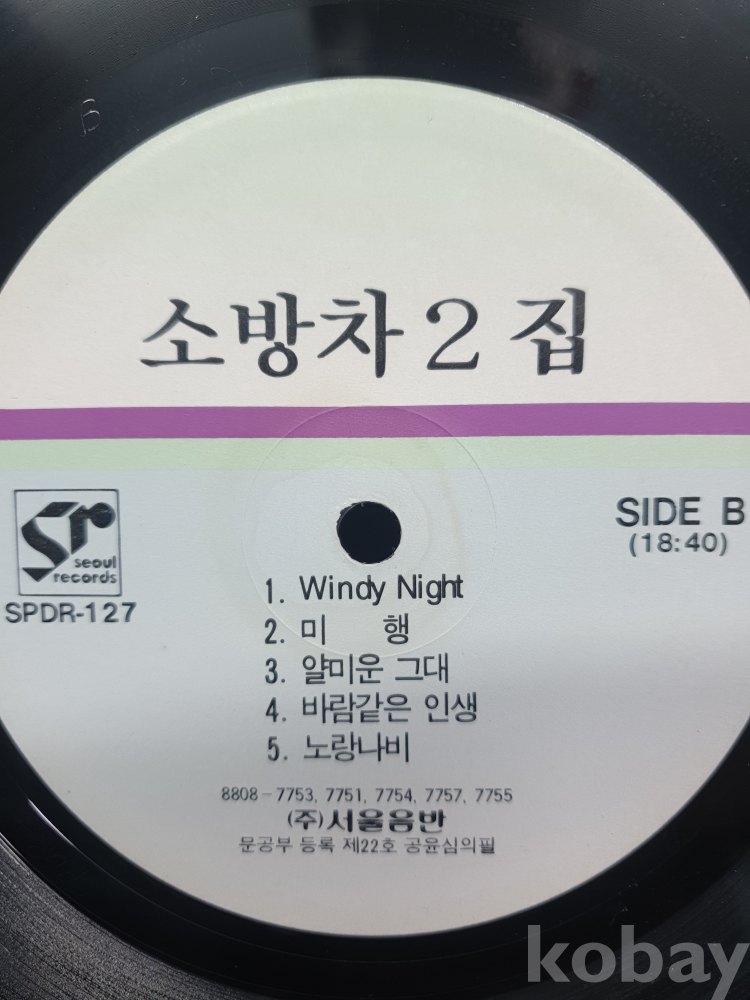 B
소방차 2 집
Sr
seoul
records
SPDR-127
SIDE B
(18:40)
1. Windy Night
2. 미 행
3. 얄미운 그대
4. 바람같은 인생
5. 노랑나비
8808-7753, 7751, 7754, 7757, 7755
(주)서울음반
문공부 등록 제22호 공윤심의필
kobay